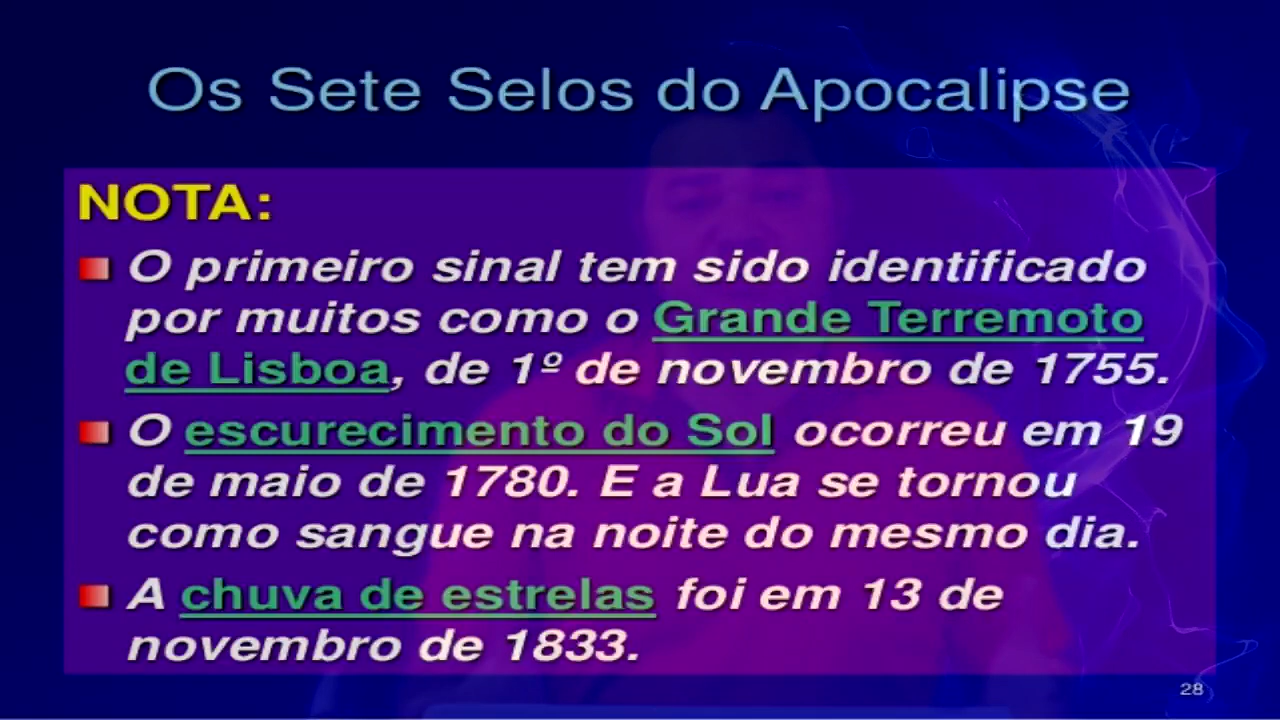 Os Sete Selos do Apocalipse
NOTA:
O primeiro sinal tem sido identificado
por muitos como o Grande Terremoto
de Lisboa, de 1º de novembro de 1755.
O escurecimento do Sol ocorreu em 19
de maio de 1780. E a Lua se tornou
como sangue na noite do mesmo dia.
A chuva de estrelas foi em 13 de
novembro de 1833.
28